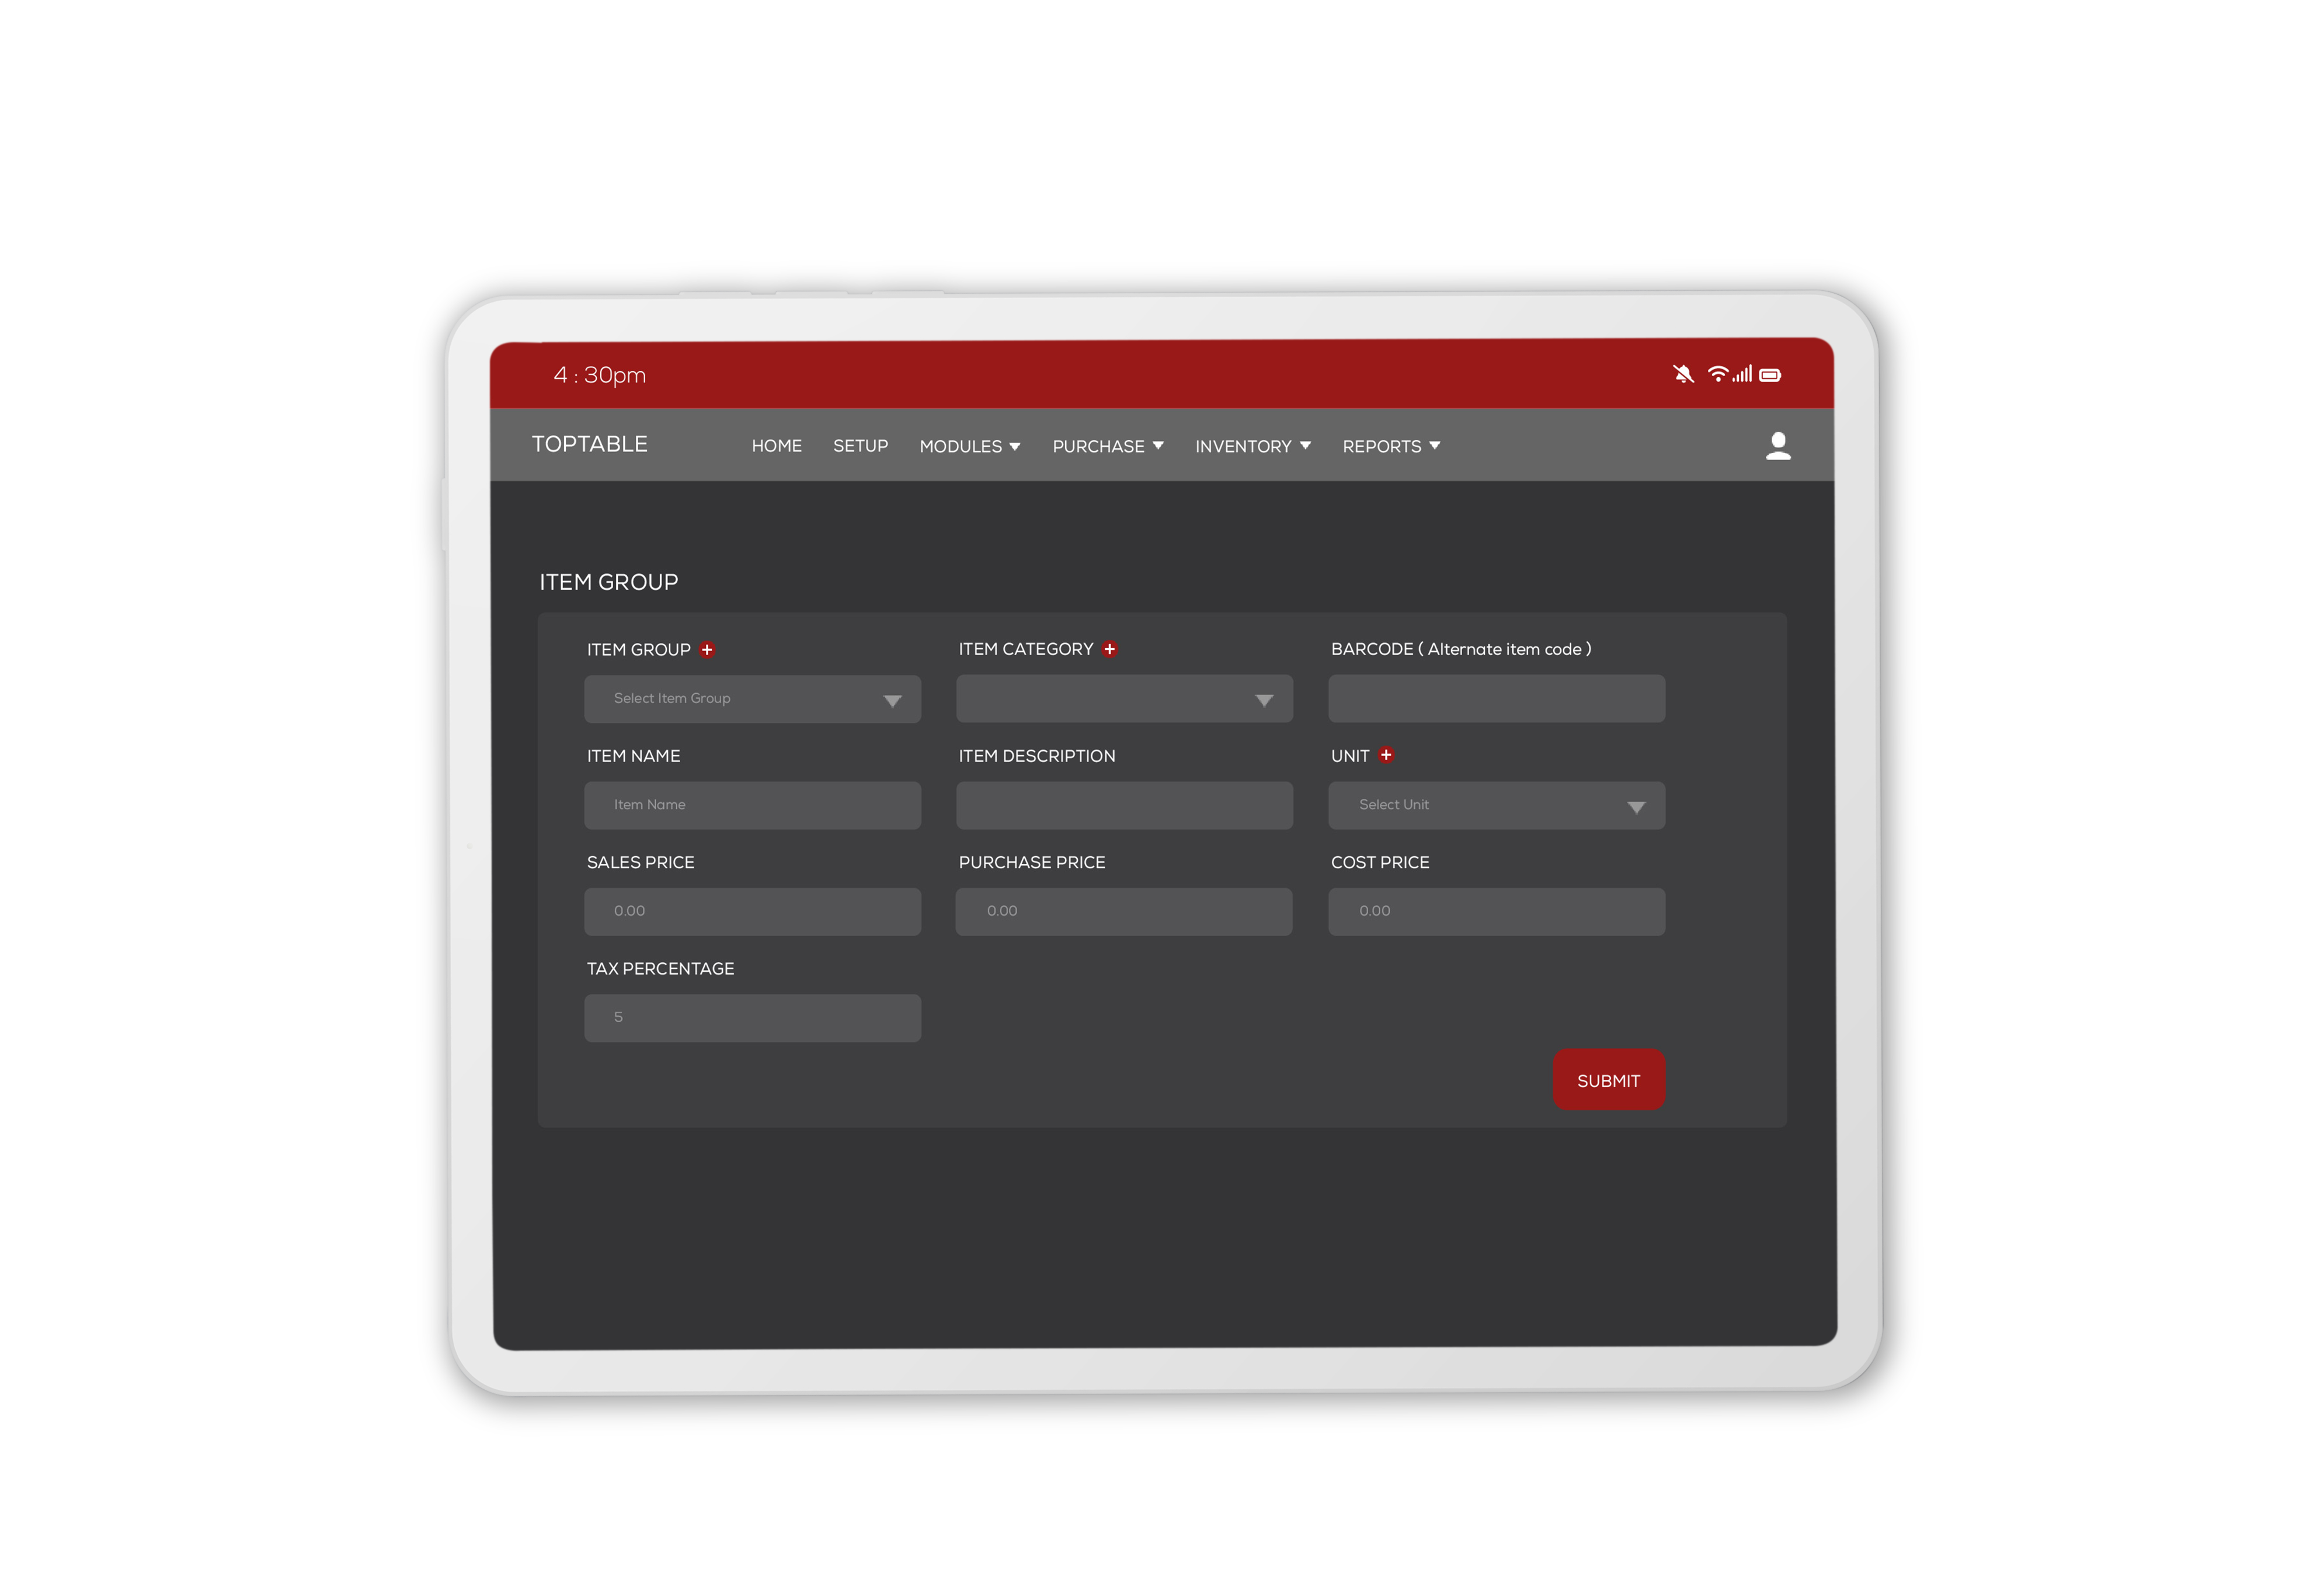 4 : 30pm
TOPTABLE HOME SETUP MODULES PURCHASE INVENTORY REPORTS
ITEM GROUP
ITEM GROUP + ITEM CATEGORY + BARCODE ( Alternate item code )
Select Item Group
ITEM NAME ITEM DESCRIPTION UNIT +
Item Name Select Unit
SALES PRICE PURCHASE PRICE COST PRICE
0.00 0.00 0.00
TAX PERCENTAGE
5
SUBMIT